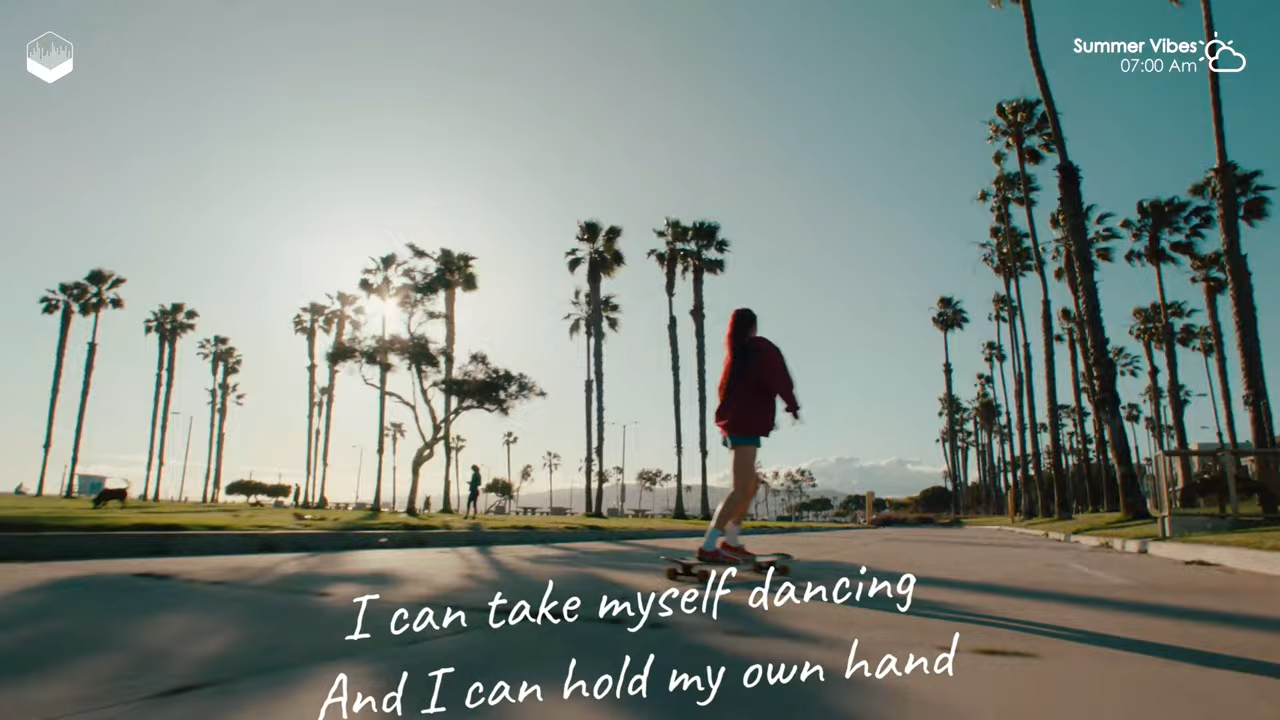 Summer Vibes
07:00 Am
I can take myself dancing
And I can hold my own hand